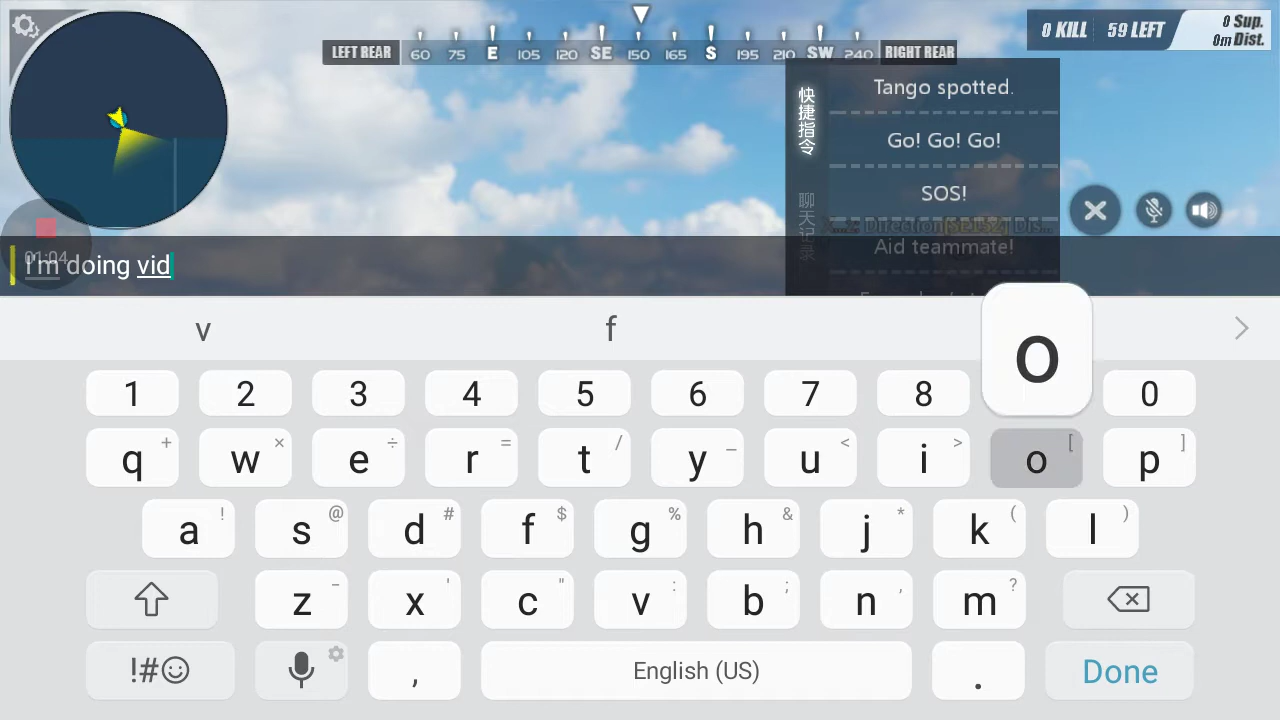 0 KILL 59 LEFT
0 Sup.
0m Dist.
LEFT REAR 60 75 E 105 120 SE 150 165 S 195 210 SW 240 RIGHT REAR
快捷指令
聊天记录
Tango spotted.
Go! Go! Go!
SOS!
Aid teammate!
01:04
I'm doing vid
v f
o
1 2 3 4 5 6 7 8 0
q + w × e ÷ r = t / y _ u < i > o [ p ]
a ! s @ d # f $ g % h & j * k ( l )
z - x ' c " v : b ; n , m ?
!#☺ , English (US) . Done